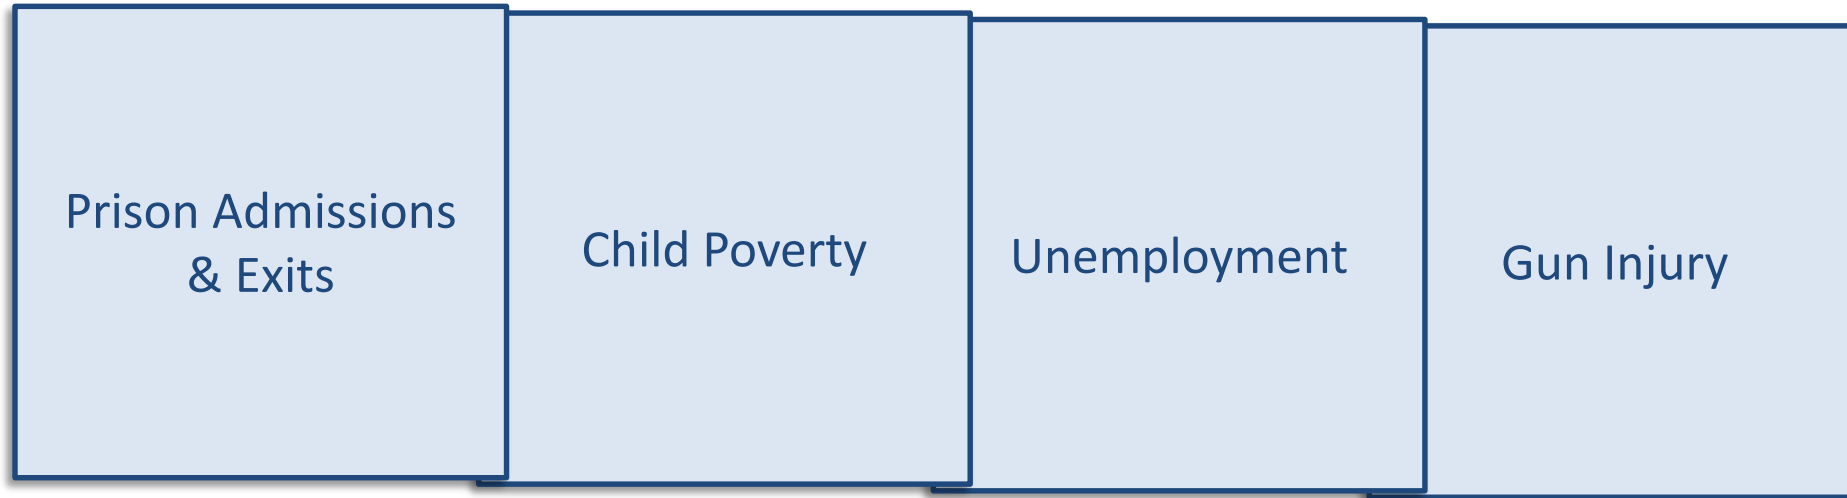 Prison Admissions
& Exits
Child Poverty
Unemployment
Gun Injury